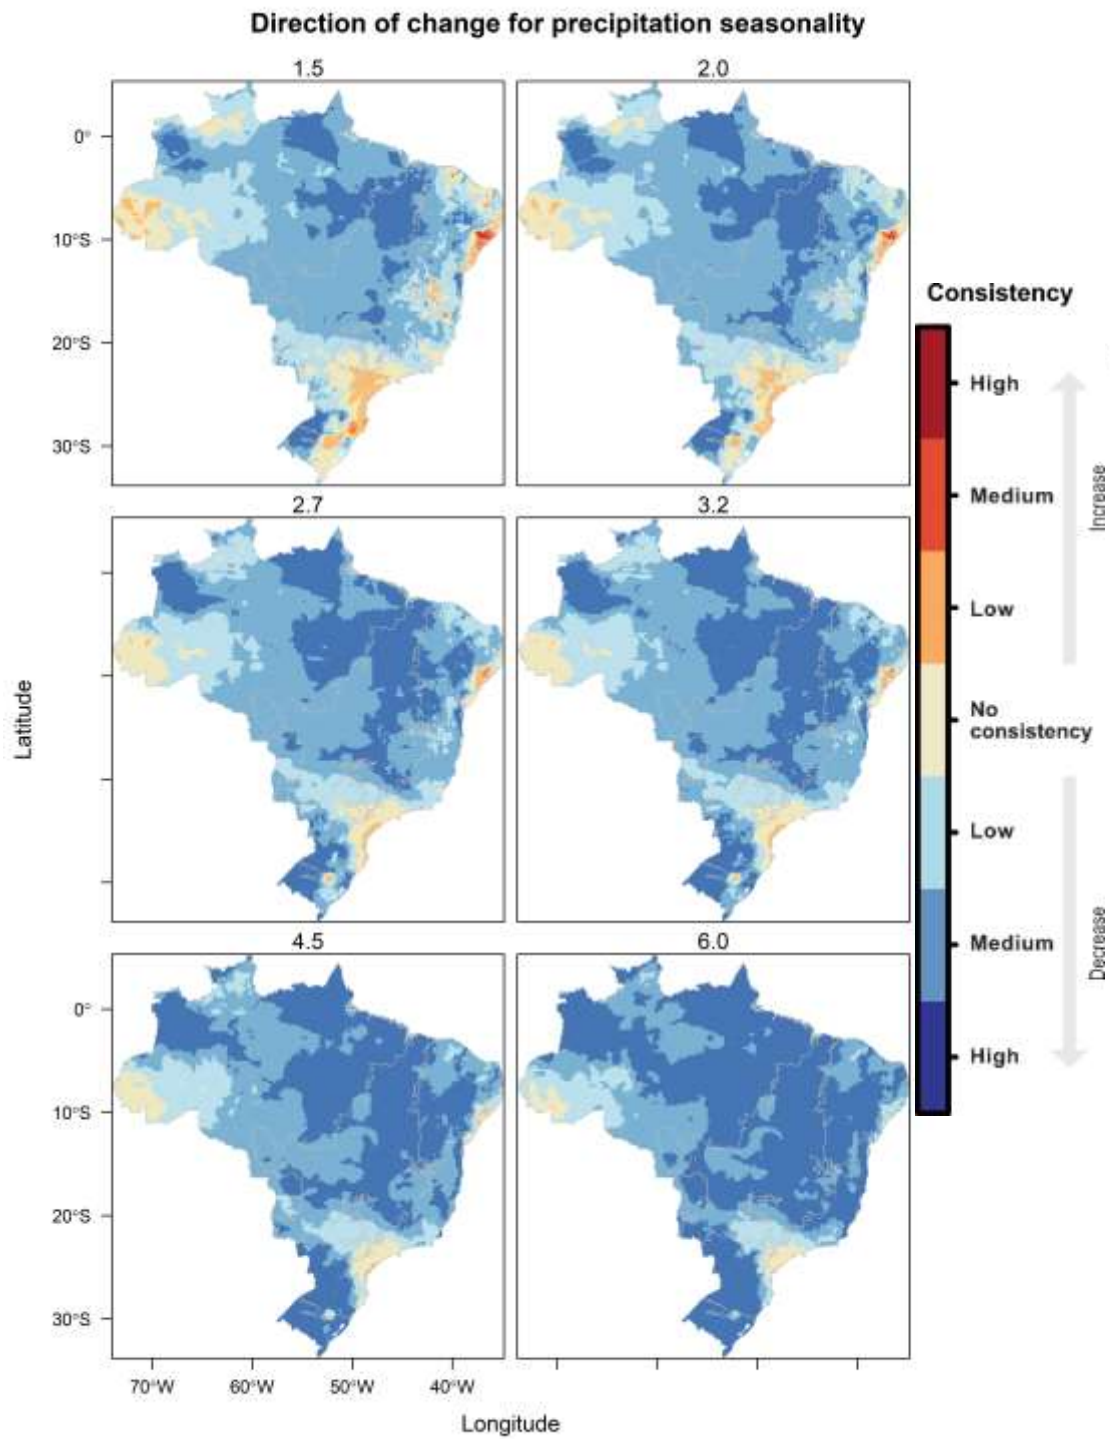 Direction of change for precipitation seasonality
1.5
2.0
0°
10°S
20°S
30°S
2.7
3.2
Latitude
4.5
6.0
0°
10°S
20°S
30°S
70°W
60°W
50°W
40°W
Longitude
Consistency
High
Medium
Low
No
consistency
Low
Medium
High
Increase
Decrease